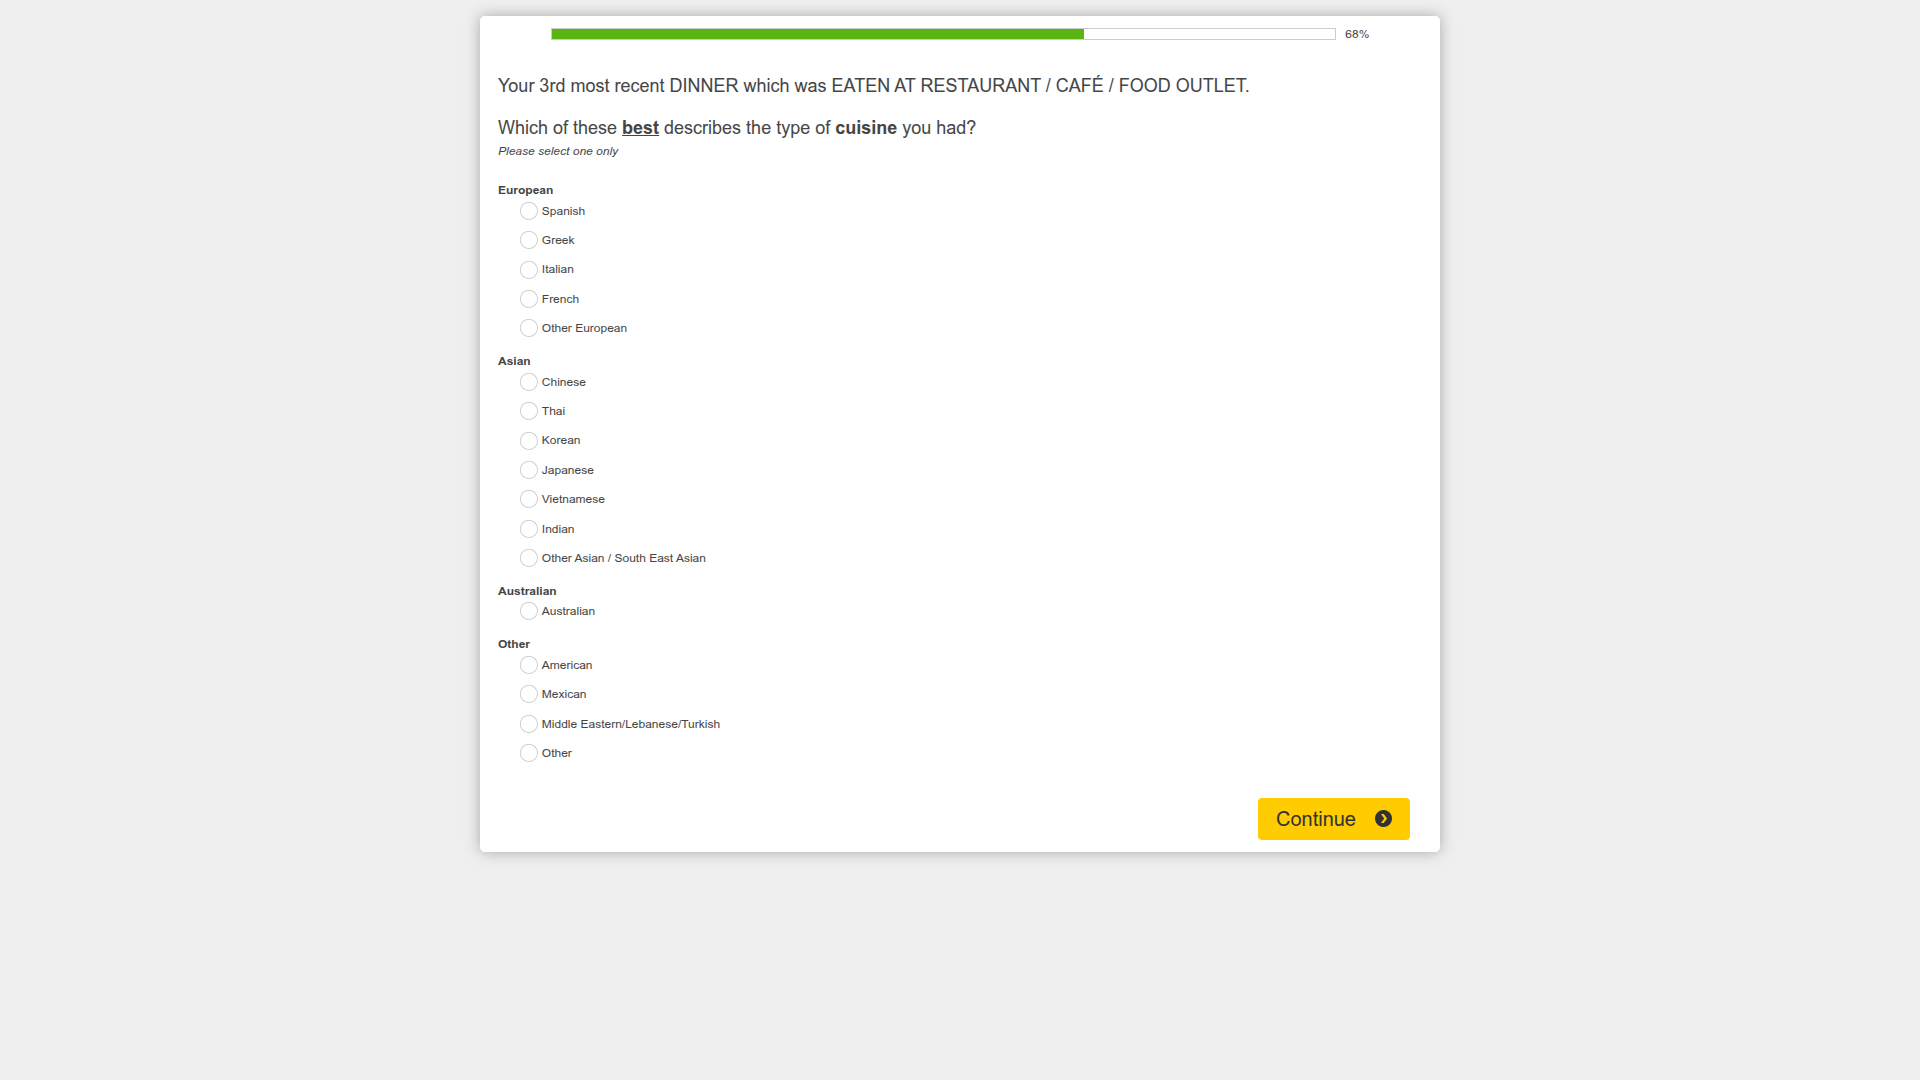 68%
Your 3rd most recent DINNER which was EATEN AT RESTAURANT / CAFÉ / FOOD OUTLET.
Which of these best describes the type of cuisine you had?
Please select one only
European
Spanish
Greek
Italian
French
Other European
Asian
Chinese
Thai
Korean
Japanese
Vietnamese
Indian
Other Asian / South East Asian
Australian
Australian
Other
American
Mexican
Middle Eastern/Lebanese/Turkish
Other
Continue